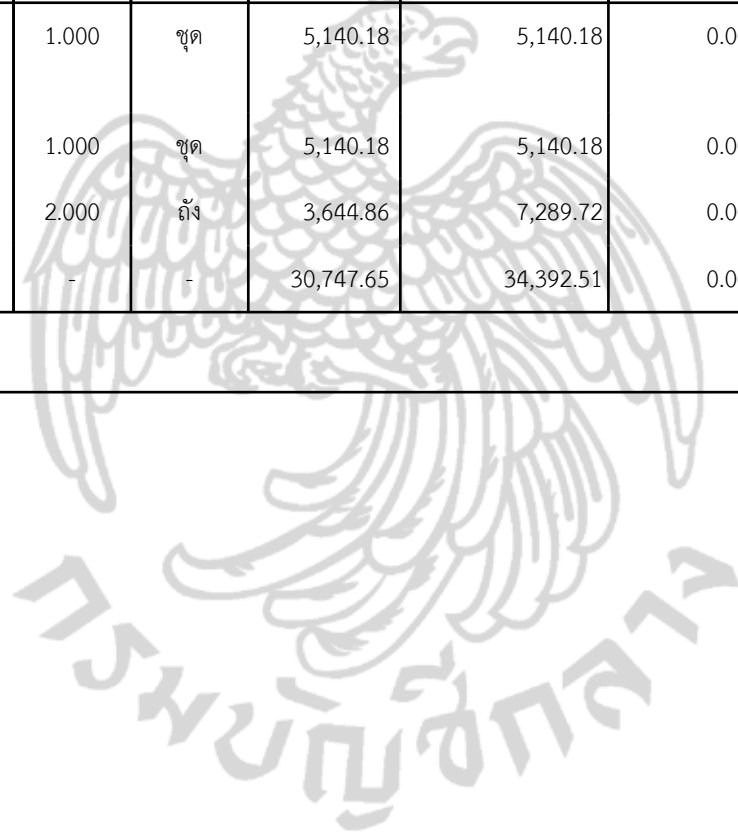 1.000 ชุด 5,140.18 5,140.18 0.0
1.000 ชุด 5,140.18 5,140.18 0.0
2.000 ถัง 3,644.86 7,289.72 0.0
- - 30,747.65 34,392.51 0.0
กรมบัญชีกลาง